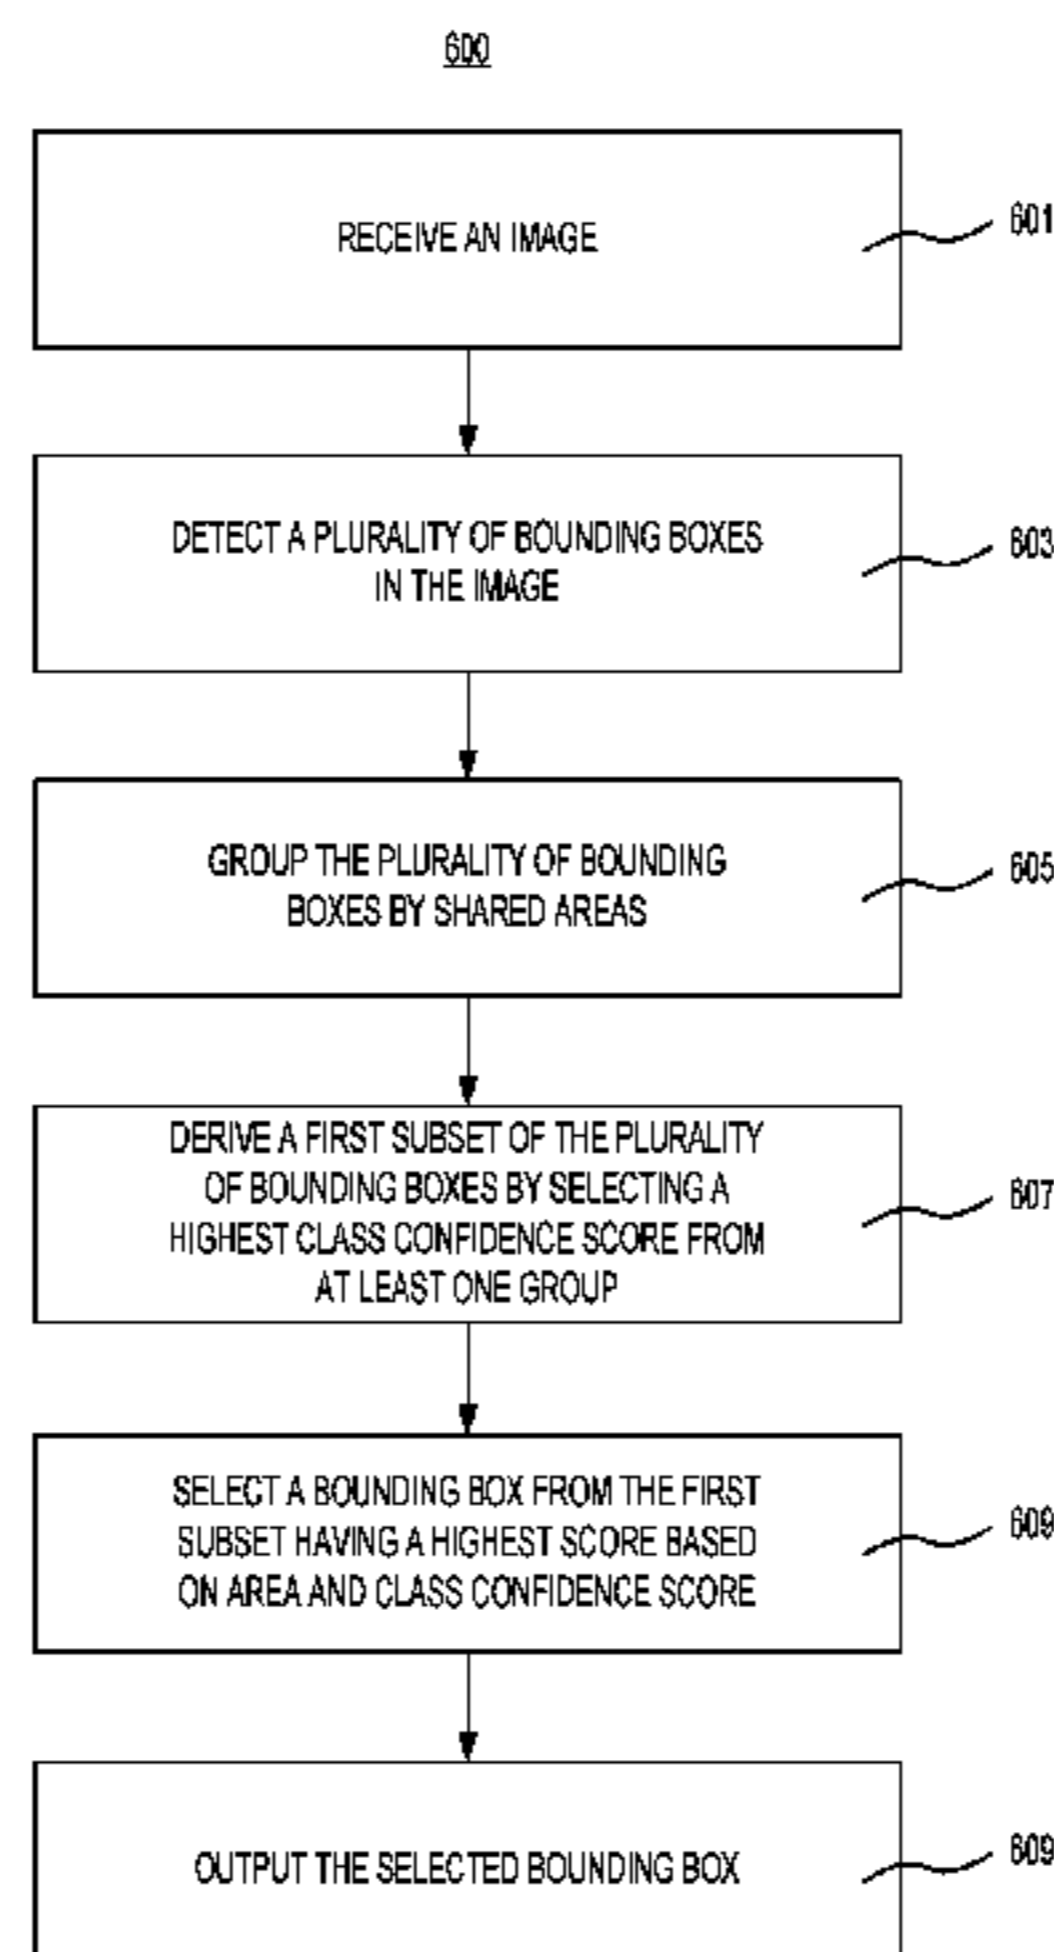 600
RECEIVE AN IMAGE
601
DETECT A PLURALITY OF BOUNDING BOXES
IN THE IMAGE
603
GROUP THE PLURALITY OF BOUNDING
BOXES BY SHARED AREAS
605
DERIVE A FIRST SUBSET OF THE PLURALITY
OF BOUNDING BOXES BY SELECTING A
HIGHEST CLASS CONFIDENCE SCORE FROM
AT LEAST ONE GROUP
607
SELECT A BOUNDING BOX FROM THE FIRST
SUBSET HAVING A HIGHEST SCORE BASED
ON AREA AND CLASS CONFIDENCE SCORE
609
OUTPUT THE SELECTED BOUNDING BOX
609